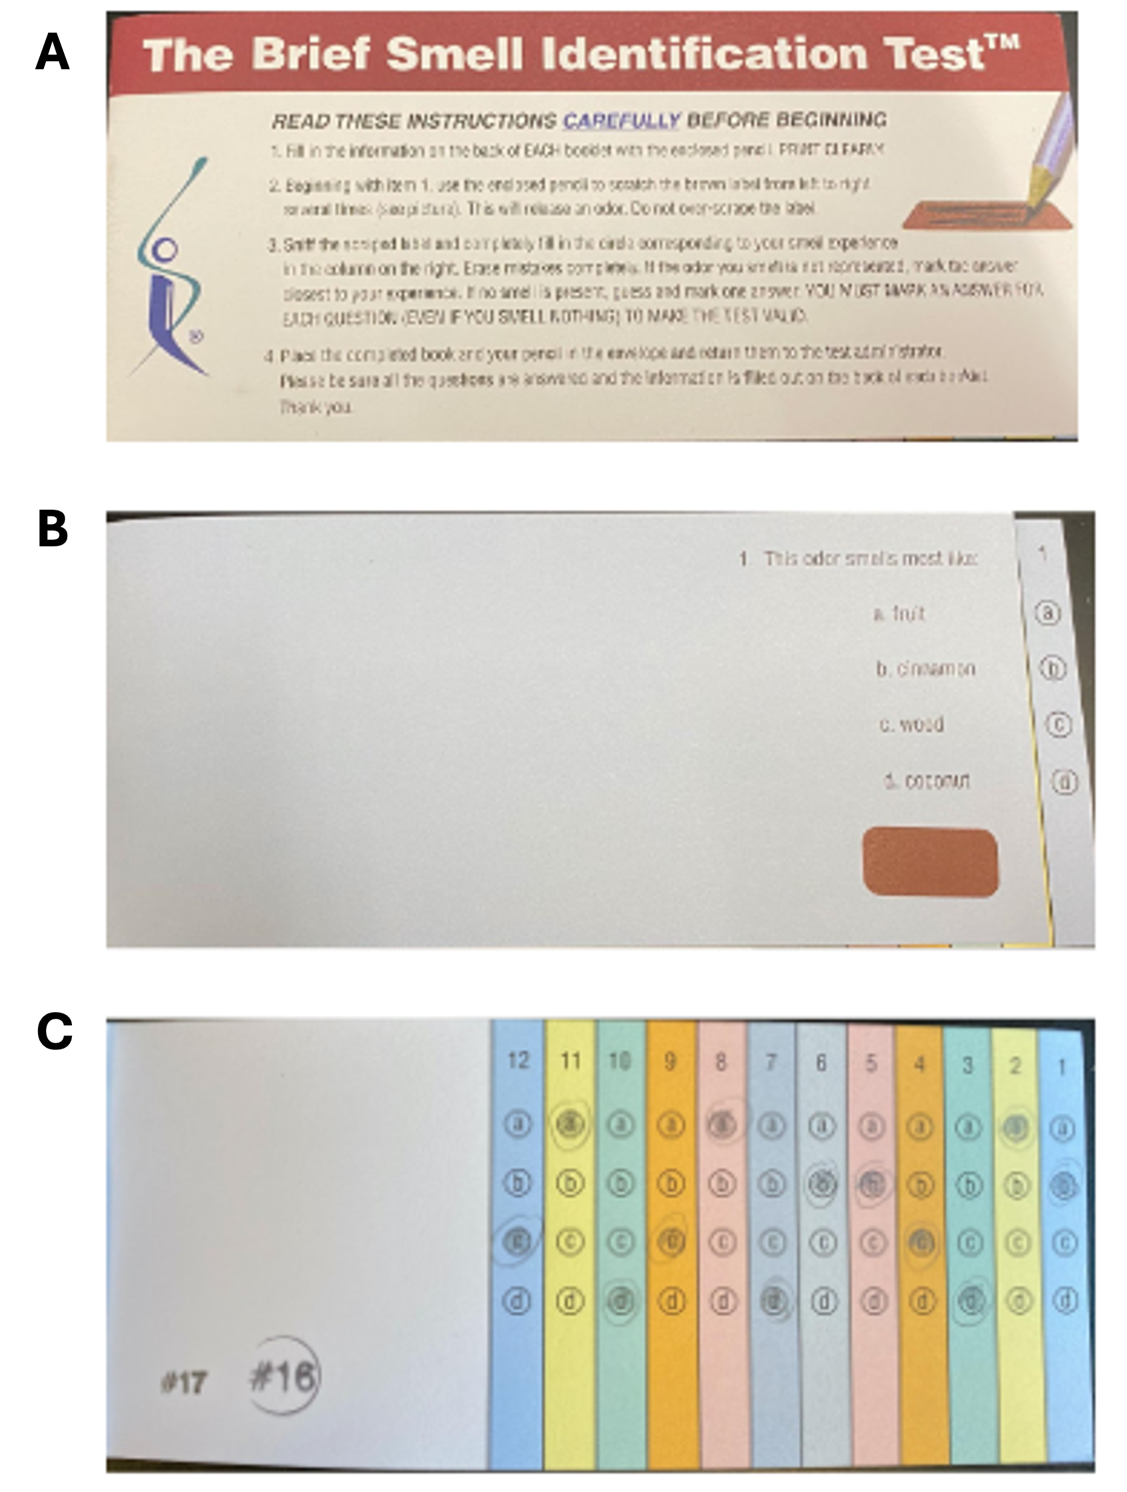 A
The Brief Smell Identification Test™
READ THESE INSTRUCTIONS CAREFULLY BEFORE BEGINNING
1. Fill in the information on the back of EACH booklet with the enclosed pencil. PRINT CLEARLY.
2. Beginning with item 1, use the enclosed pencil to scratch the brown label from left to right
several times (see picture). This will release an odor. Do not over-scrape the label.
3. Sniff the scraped label and completely fill in the circle corresponding to your smell experience
in the column on the right. Erase mistakes completely. If the odor you smell is not represented, mark the answer
closest to your experience. If no smell is present, guess and mark one answer. YOU MUST MARK AN ANSWER FOR
EACH QUESTION (EVEN IF YOU SMELL NOTHING) TO MAKE THE TEST VALID.
4. Place the completed book and your pencil in the envelope and return them to the test administrator.
Please be sure all the questions are answered and the information is filled out on the back of each booklet.
Thank you.
®
B
1. This odor smells most like:
a. fruit
b. cinnamon
c. wood
d. coconut
1
a
b
c
d
C
12 11 10 9 8 7 6 5 4 3 2 1
a a a a a a a a a a a a
b b b b b b b b b b b b
c c c c c c c c c c c c
d d d d d d d d d d d d
#17 #16